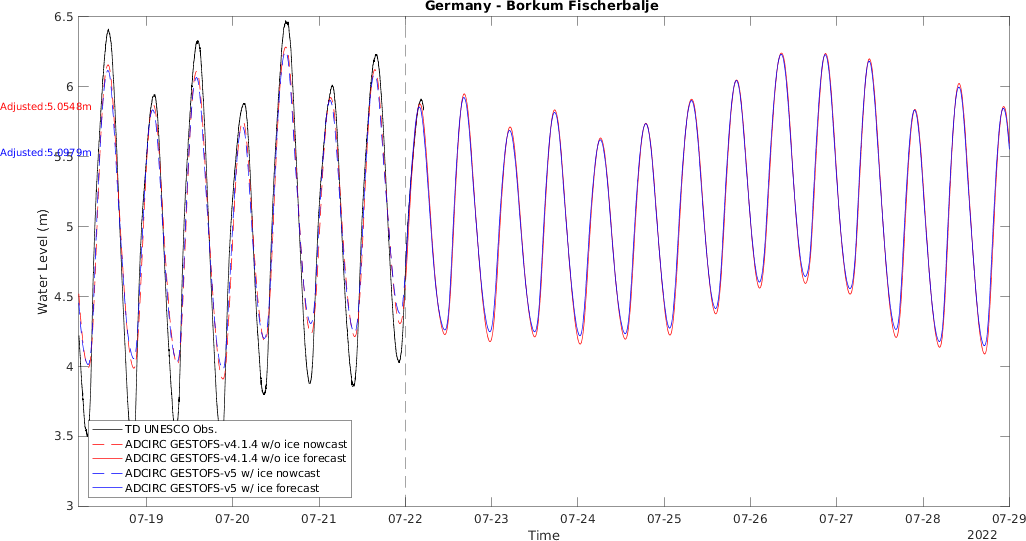 Germany - Borkum Fischerbalje
6.5
6
5.5
5
4.5
4
3.5
3
Water Level (m)
Adjusted:5.0548m
Adjusted:5.0979m
TD UNESCO Obs.
ADCIRC GESTOFS-v4.1.4 w/o ice nowcast
ADCIRC GESTOFS-v4.1.4 w/o ice forecast
ADCIRC GESTOFS-v5 w/ ice nowcast
ADCIRC GESTOFS-v5 w/ ice forecast
07-19 07-20 07-21 07-22 07-23 07-24 07-25 07-26 07-27 07-28 07-29
Time
2022